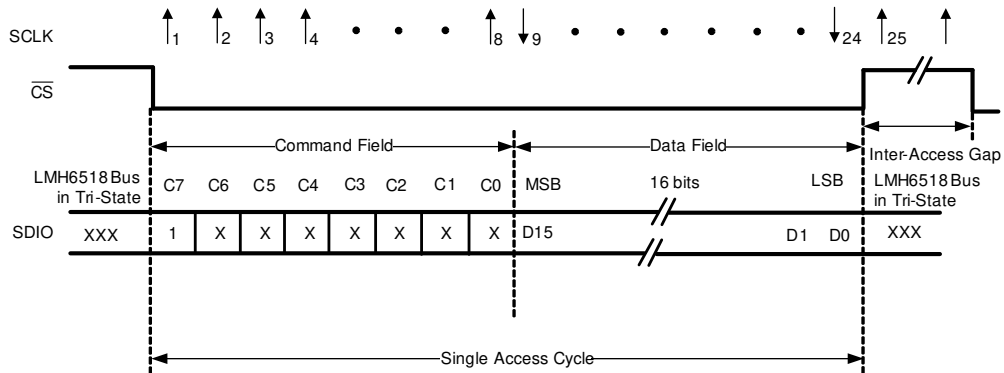 SCLK 1 2 3 4 8 9 24 25
CS
Command Field Data Field
Inter-Access Gap
LMH6518 Bus in Tri-State
C7 C6 C5 C4 C3 C2 C1 C0 MSB 16 bits LSB
LMH6518 Bus in Tri-State
SDIO XXX 1 X X X X X X X D15 D1 D0 XXX
Single Access Cycle